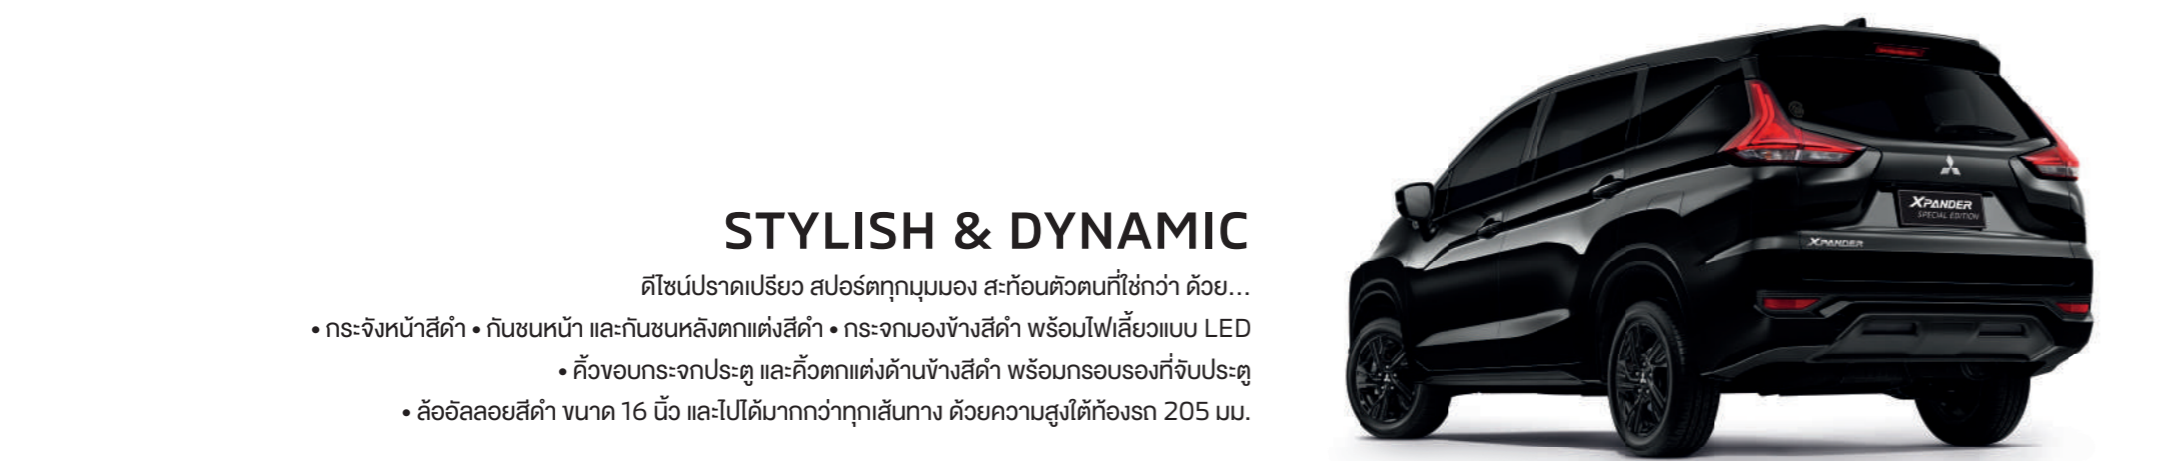 STYLISH & DYNAMIC
ดีไซน์ปราดเปรียว สปอร์ตทุกมุมมอง สะท้อนตัวตนที่ใช่กว่า ด้วย...
• กระจังหน้าสีดำ • กันชนหน้า และกันชนหลังตกแต่งสีดำ • กระจกมองข้างสีดำ พร้อมไฟเลี้ยวแบบ LED
• คิ้วขอบกระจกประตู และคิ้วตกแต่งด้านข้างสีดำ พร้อมกรอบรองที่จับประตู
• ล้ออัลลอยสีดำ ขนาด 16 นิ้ว และไปได้มากกว่าทุกเส้นทาง ด้วยความสูงใต้ท้องรถ 205 มม.
XPANDER
SPECIAL EDITION
XPANDER